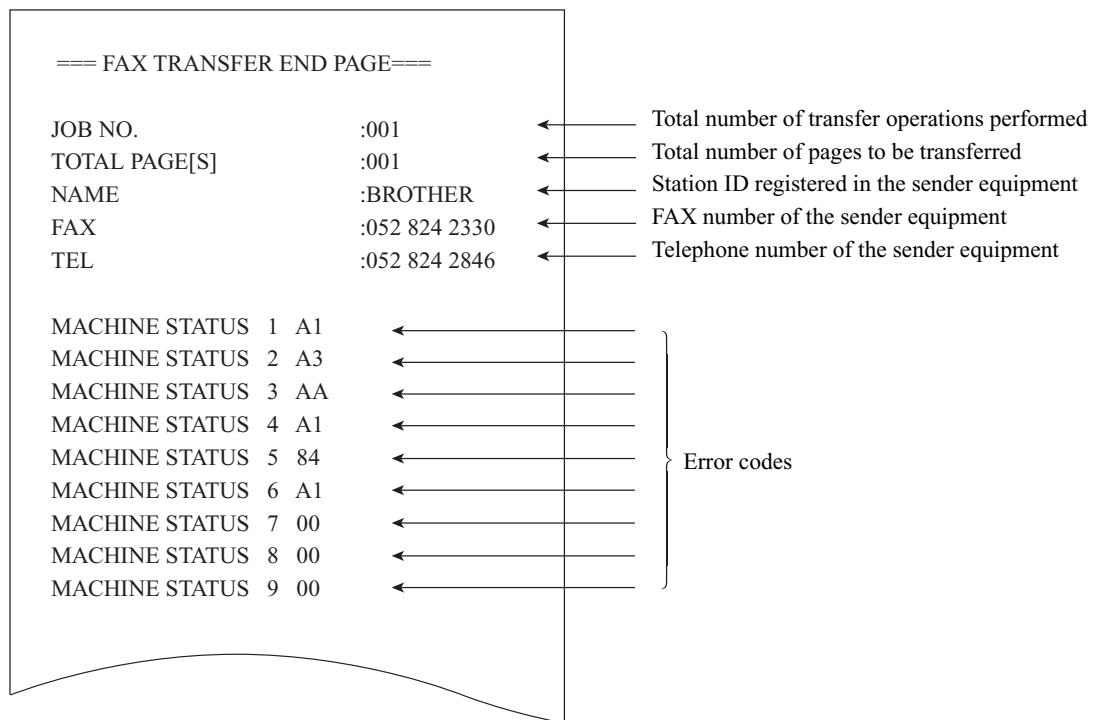 === FAX TRANSFER END PAGE===
JOB NO. :001 Total number of transfer operations performed
TOTAL PAGE[S] :001 Total number of pages to be transferred
NAME :BROTHER Station ID registered in the sender equipment
FAX :052 824 2330 FAX number of the sender equipment
TEL :052 824 2846 Telephone number of the sender equipment
MACHINE STATUS 1 A1
MACHINE STATUS 2 A3
MACHINE STATUS 3 AA
MACHINE STATUS 4 A1
MACHINE STATUS 5 84 Error codes
MACHINE STATUS 6 A1
MACHINE STATUS 7 00
MACHINE STATUS 8 00
MACHINE STATUS 9 00